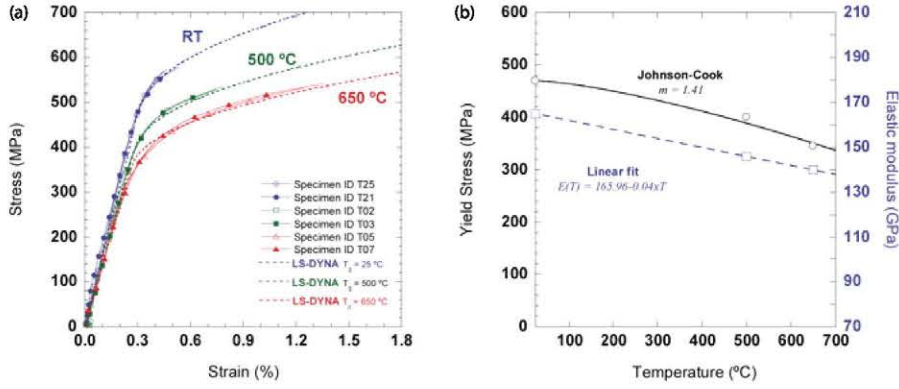 (a)
700
600
500
400
300
200
100
0
Stress (MPa)
RT
500 ºC
650 ºC
Specimen ID T25
Specimen ID T21
Specimen ID T02
Specimen ID T03
Specimen ID T05
Specimen ID T07
LS-DYNA T₀ = 25 ºC
LS-DYNA T₀ = 500 ºC
LS-DYNA T₀ = 650 ºC
0.0 0.3 0.6 0.9 1.2 1.5 1.8
Strain (%)
(b)
600
500
400
300
200
100
0
Yield Stress (MPa)
Johnson-Cook
m = 1.41
Linear fit
E(T) = 165.96-0.04xT
210
190
170
150
130
110
90
70
Elastic modulus (GPa)
100 200 300 400 500 600 700
Temperature (ºC)